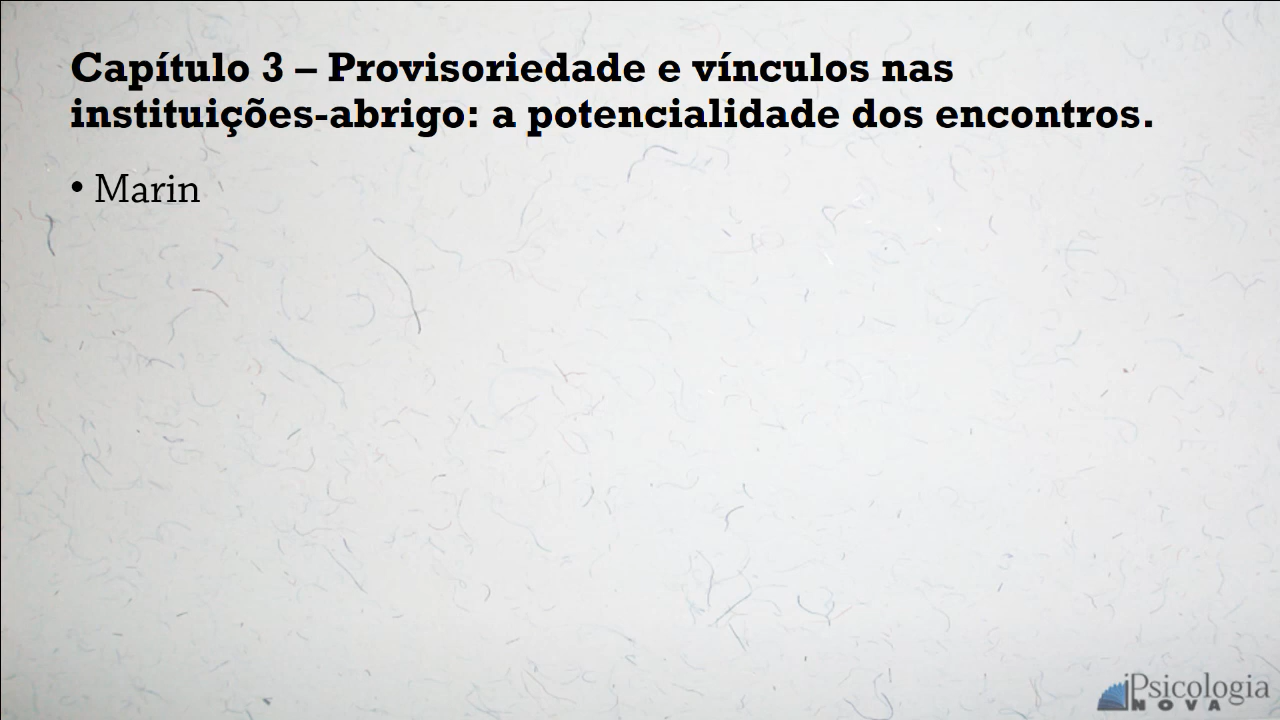 Capítulo 3 – Provisoriedade e vínculos nas
instituições-abrigo: a potencialidade dos encontros.
• Marin
Psicologia
NOVA